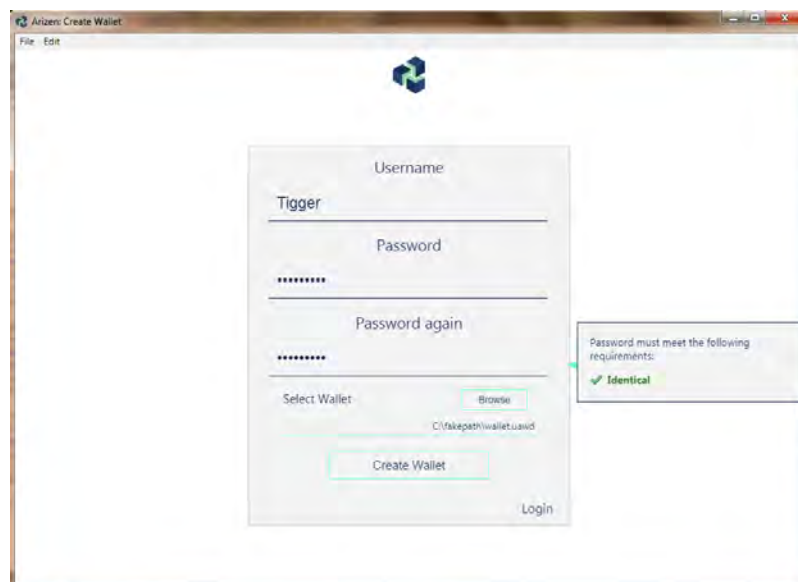 Arizen: Create Wallet
File Edit
Username
Tigger
Password
•••••••••
Password again
•••••••••
Password must meet the following
requirements:
✔ Identical
Select Wallet
Browse
C:\fakepath\wallet.uawd
Create Wallet
Login